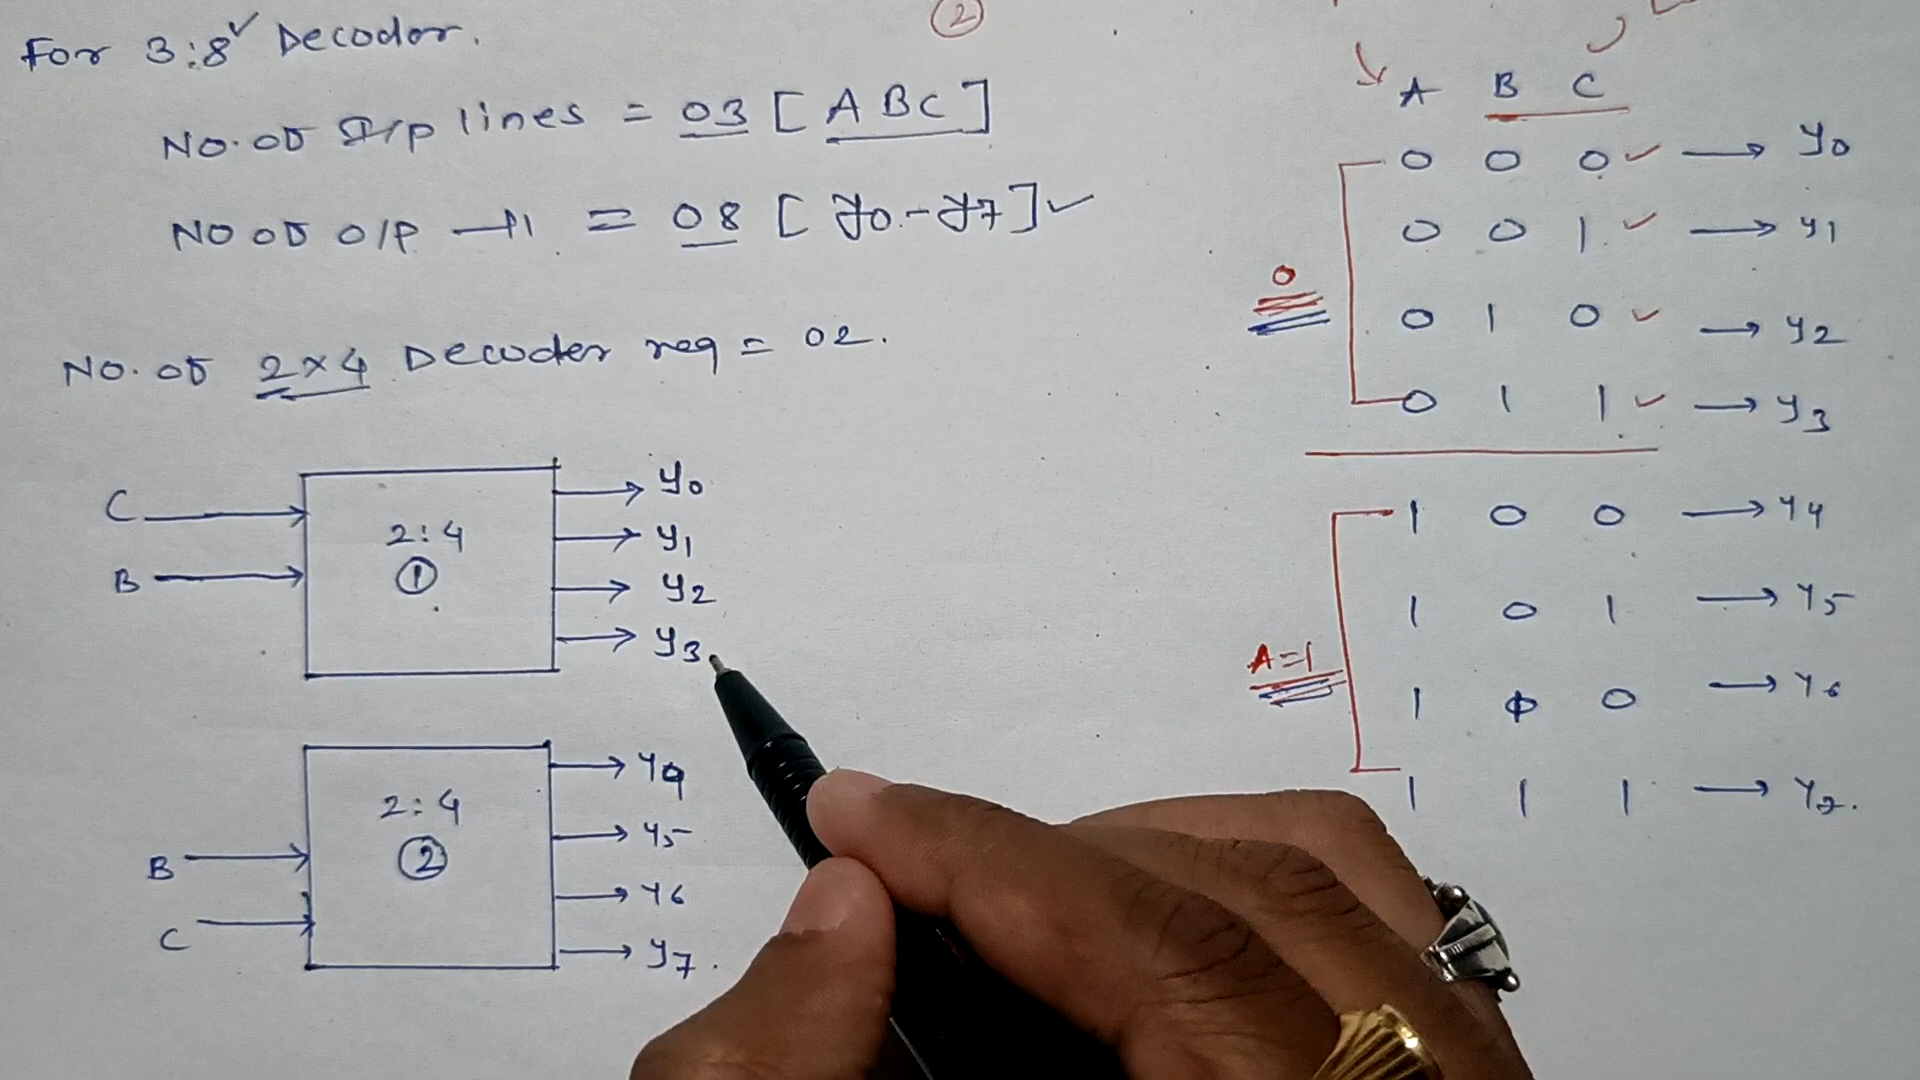 2
For 3:8 Decoder.
No. of I/p lines = 03 [ABC]
No of O/P —11— = 08 [y0-y7]
No. of 2x4 Decoder req = 02.
C
B
2:4
1
y0
y1
y2
y3
B
C
2:4
2
y4
y5
y6
y7.
A B C
0 0 0 → y0
0 0 1 → y1
0
0 1 0 → y2
0 1 1 → y3
1 0 0 → y4
1 0 1 → y5
A=1
1 1 0 → y6
1 1 1 → y7.